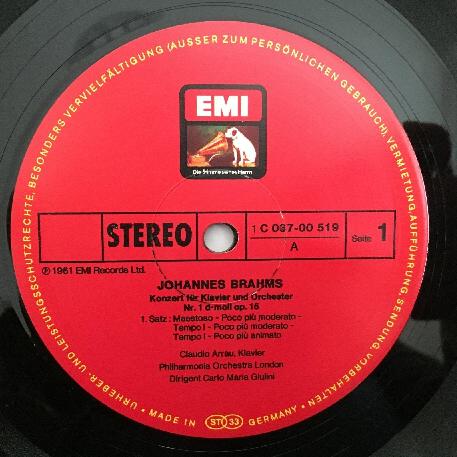 URHEBER- UND LEISTUNGSSCHUTZRECHTE, BESONDERS VERVIELFÄLTIGUNG (AUSSER ZUM PERSÖNLICHEN GEBRAUCH), VERMIETUNG, AUFFÜHRUNG, SENDUNG, VORBEHALTEN
EMI
Die Stimme seines Herrn
STEREO
1 C 037-00 519
A
Seite 1
℗ 1961 EMI Records Ltd.
JOHANNES BRAHMS
Konzert für Klavier und Orchester
Nr. 1 d-moll op. 15
1. Satz: Maestoso - Poco più moderato -
Tempo I - Poco più moderato -
Tempo I - Poco più animato
Claudio Arrau, Klavier
Philharmonia Orchestra London
Dirigent Carlo Maria Giulini
MADE IN ST 33 GERMANY